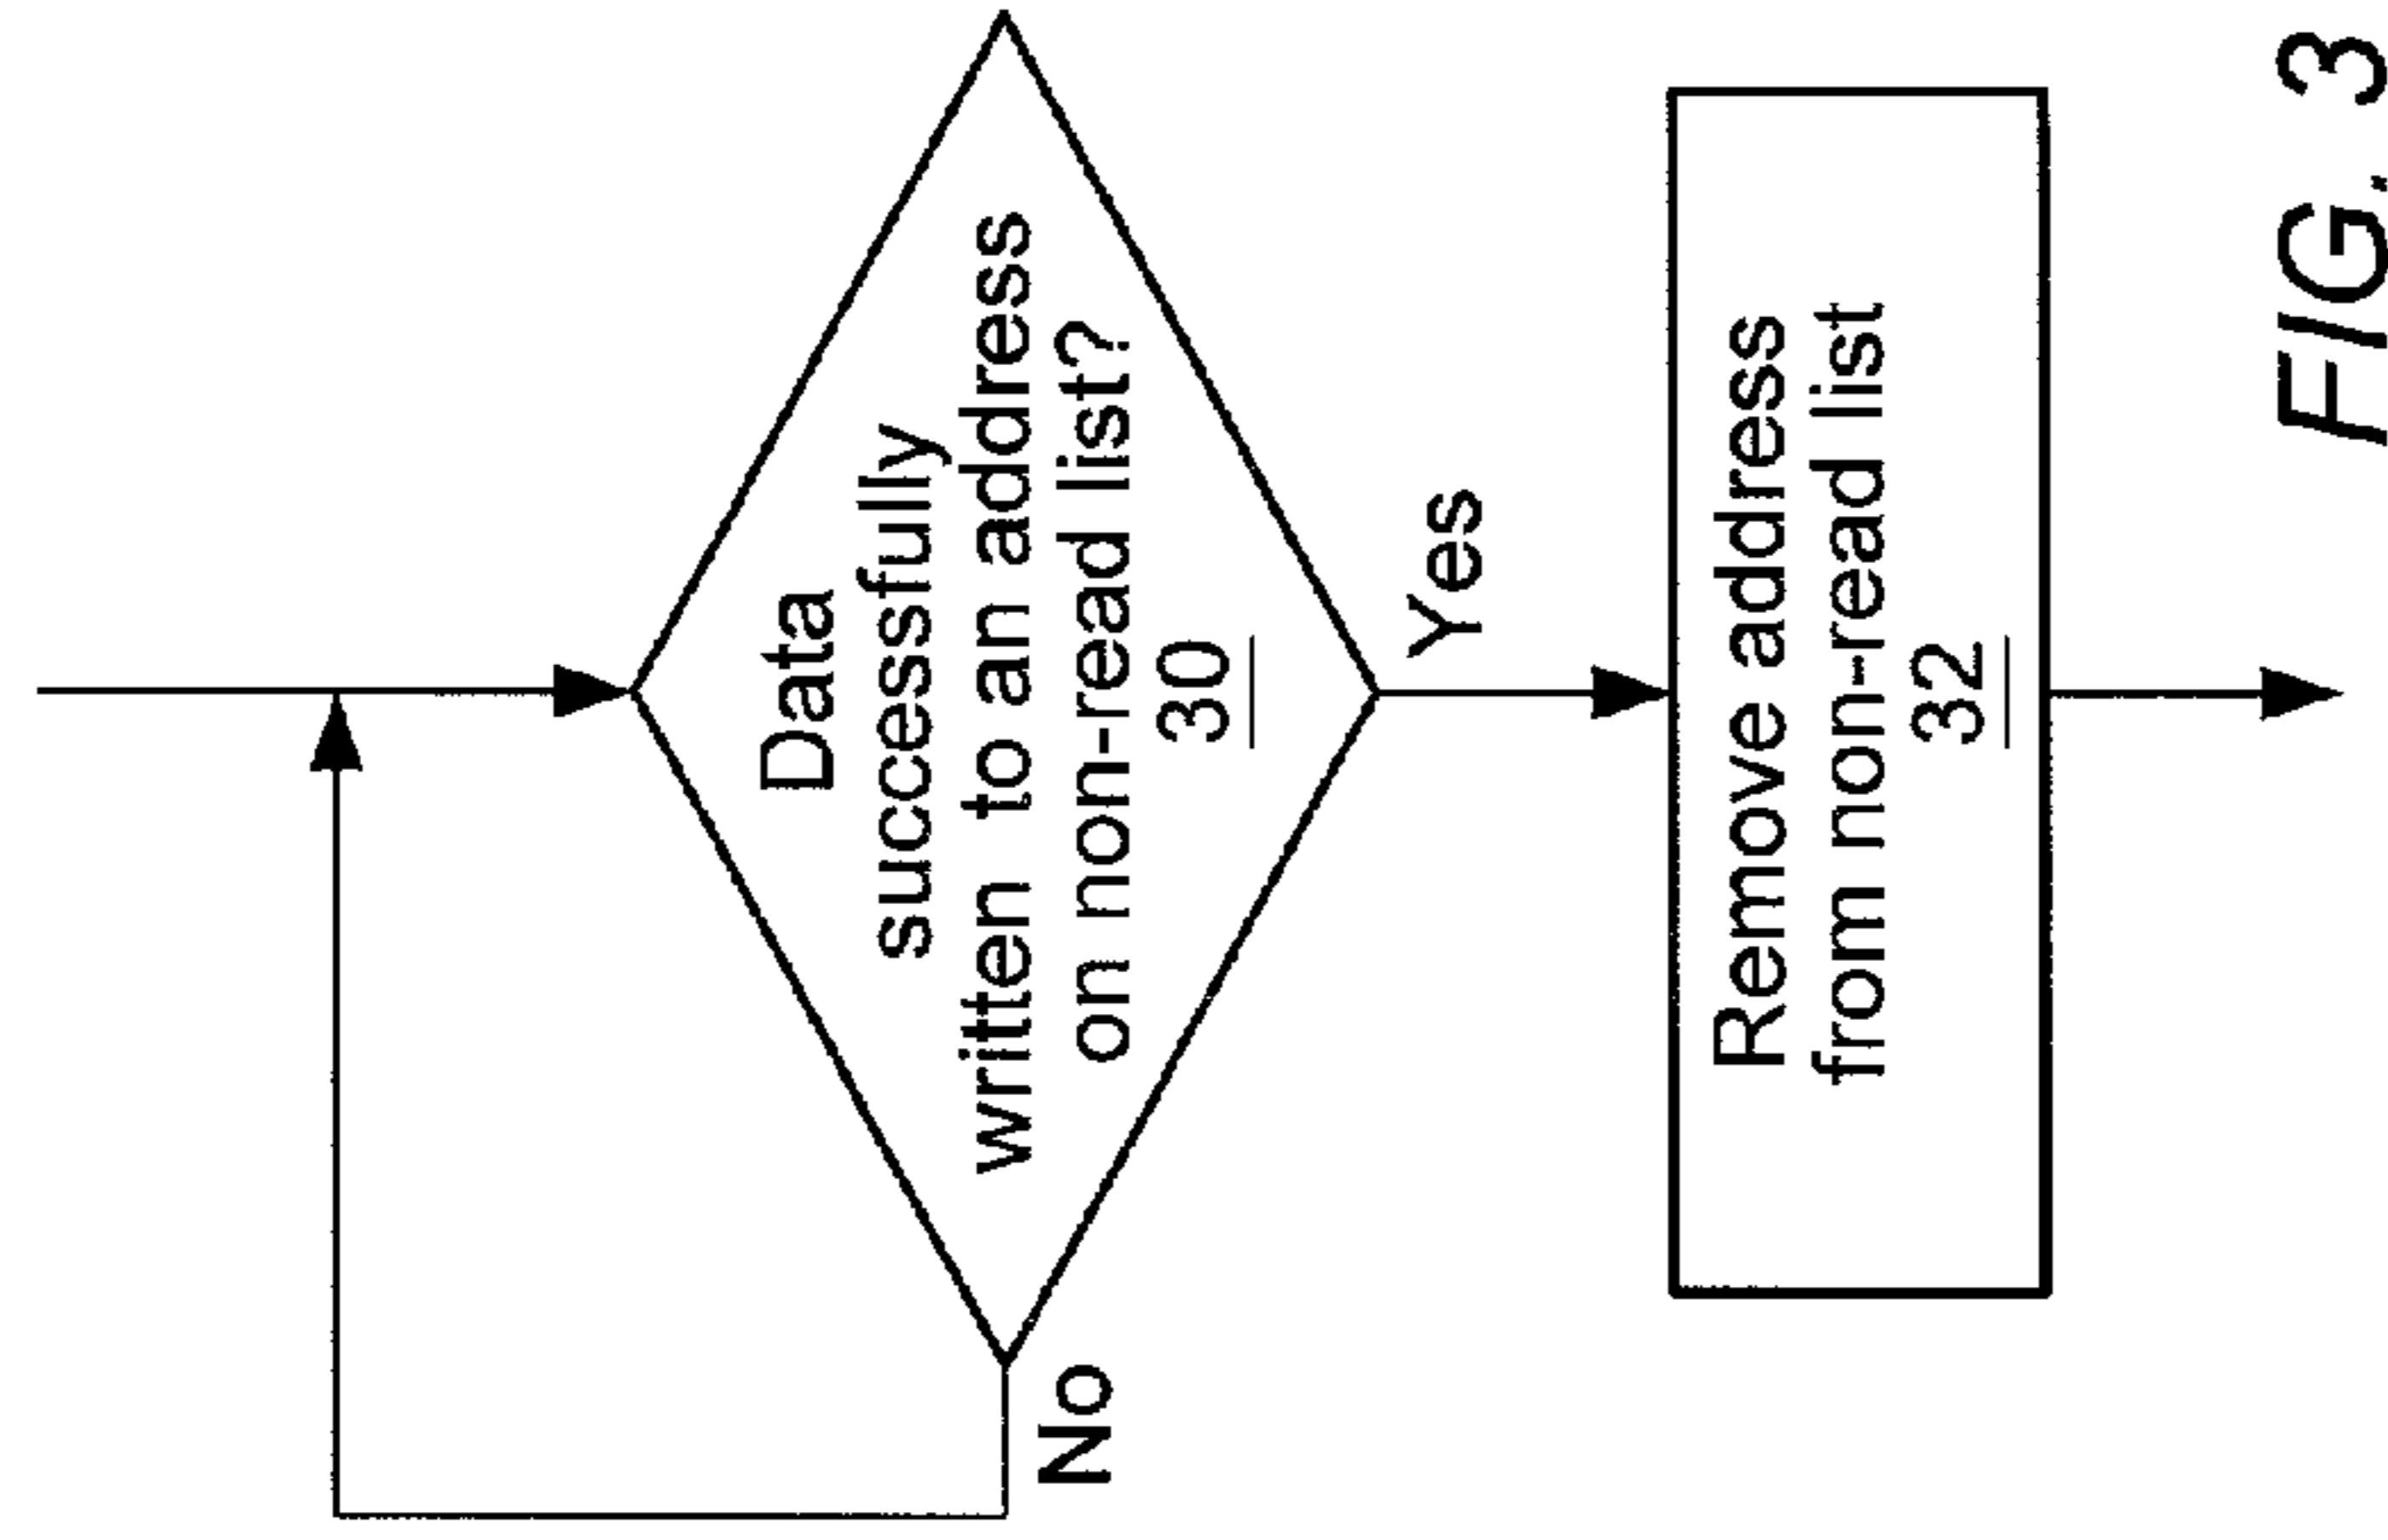 Data
successfully
written to an address
on non-read list?
30
No
Yes
Remove address
from non-read list
32
FIG. 3